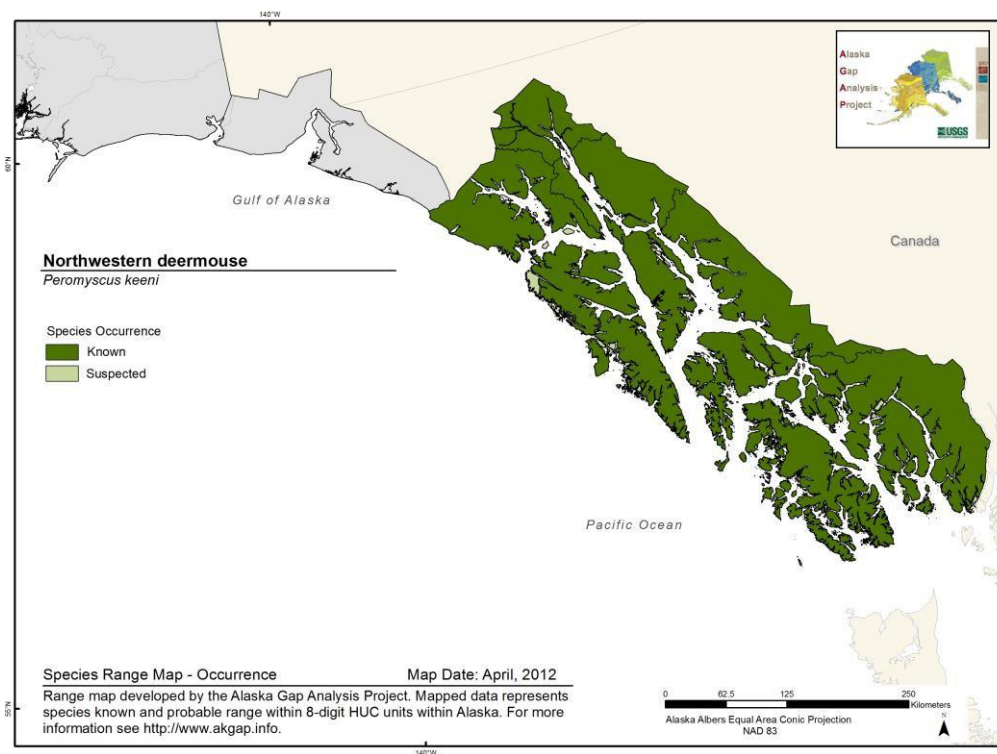 140°W
Alaska
Gap
Analysis
Project
USGS
60°N
Gulf of Alaska
Canada
Northwestern deermouse
Peromyscus keeni
Species Occurrence
Known
Suspected
Pacific Ocean
Species Range Map - Occurrence Map Date: April, 2012
Range map developed by the Alaska Gap Analysis Project. Mapped data represents
species known and probable range within 8-digit HUC units within Alaska. For more
information see http://www.akgap.info.
0 62.5 125 250
Kilometers
Alaska Albers Equal Area Conic Projection
NAD 83
N
140°W